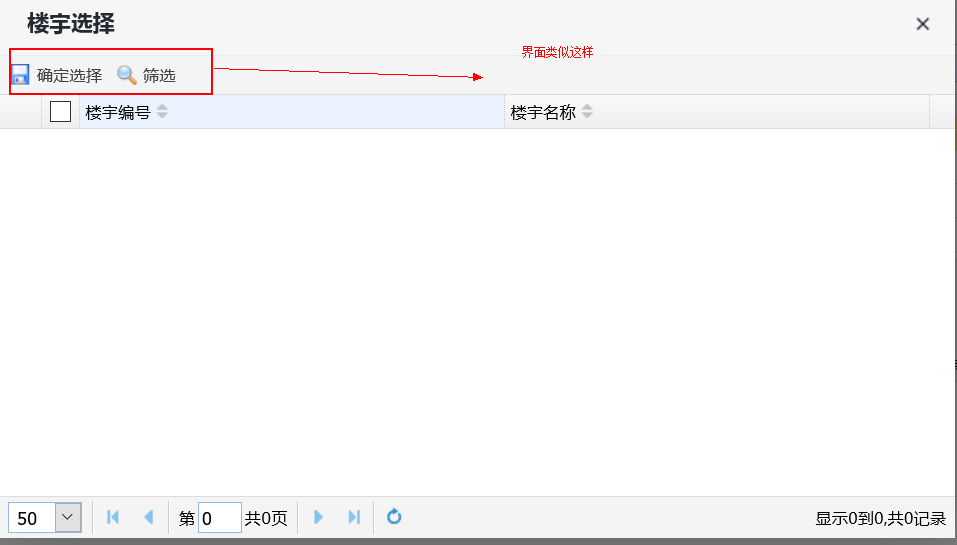 楼宇选择
界面类似这样
确定选择 筛选
楼宇编号 楼宇名称
50 第 0 共0页 显示0到0,共0记录